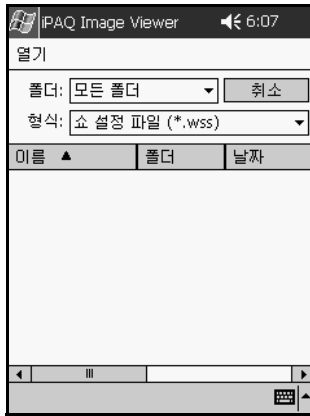 iPAQ Image Viewer 6:07
열기
폴더: 모든 폴더 취소
형식: 쇼 설정 파일 (*.wss)
이름 ▲ 폴더 날짜